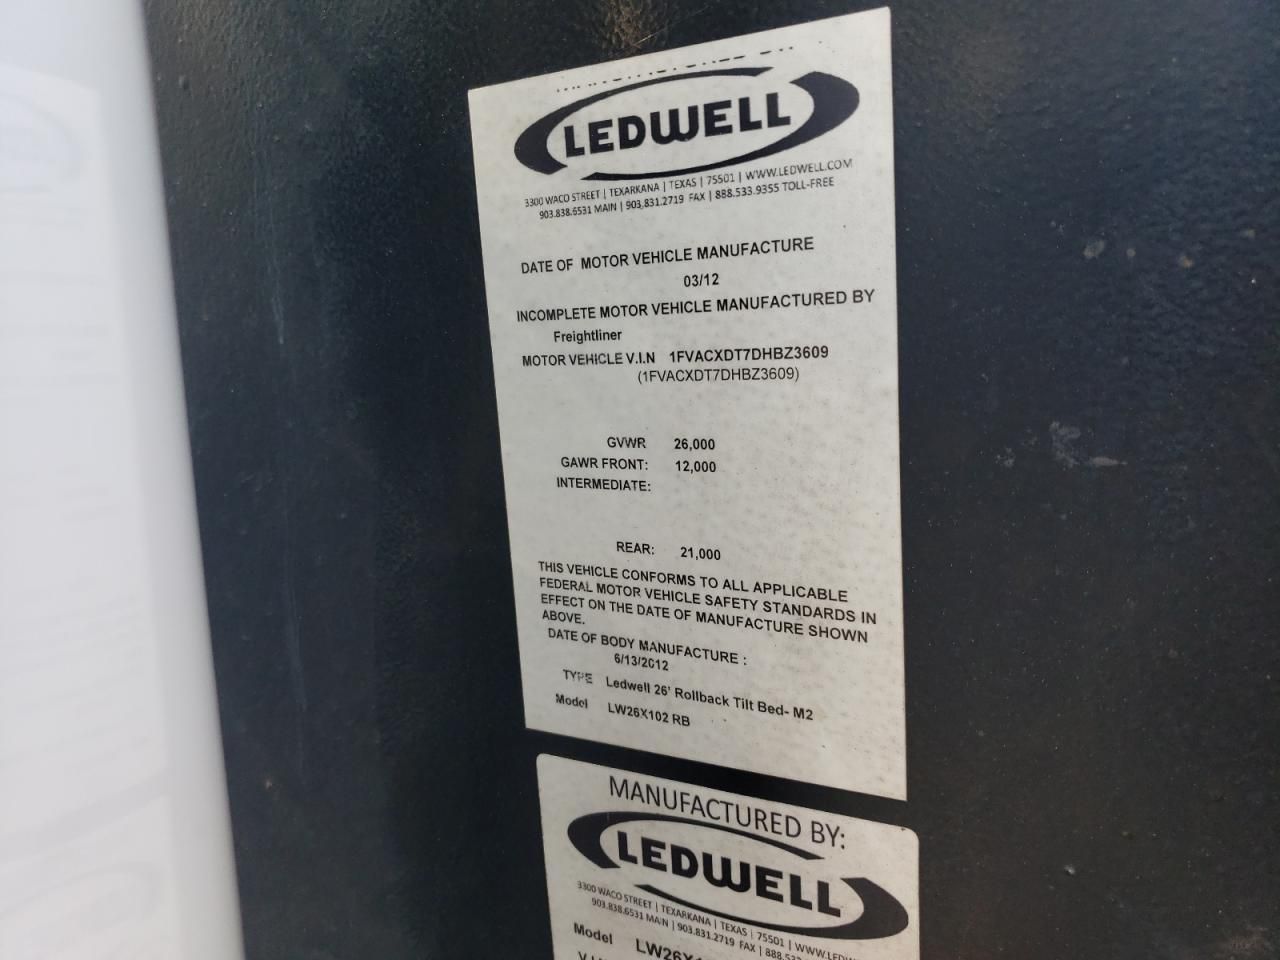 LEDWELL
3300 WACO STREET | TEXARKANA | TEXAS | 75501 | WWW.LEDWELL.COM
903.838.6531 MAIN | 903.831.2719 FAX | 888.533.9355 TOLL-FREE
DATE OF MOTOR VEHICLE MANUFACTURE
03/12
INCOMPLETE MOTOR VEHICLE MANUFACTURED BY
Freightliner
MOTOR VEHICLE V.I.N 1FVACXDT7DHBZ3609
(1FVACXDT7DHBZ3609)
GVWR 26,000
GAWR FRONT: 12,000
INTERMEDIATE:
REAR: 21,000
THIS VEHICLE CONFORMS TO ALL APPLICABLE
FEDERAL MOTOR VEHICLE SAFETY STANDARDS IN
EFFECT ON THE DATE OF MANUFACTURE SHOWN
ABOVE.
DATE OF BODY MANUFACTURE :
6/13/2012
TYPE Ledwell 26' Rollback Tilt Bed- M2
Model LW26X102 RB
MANUFACTURED BY:
LEDWELL
3300 WACO STREET | TEXARKANA | TEXAS | 75501 | WWW.LEDW
903.838.6531 MAIN | 903.831.2719 FAX | 888.53
Model LW26X1